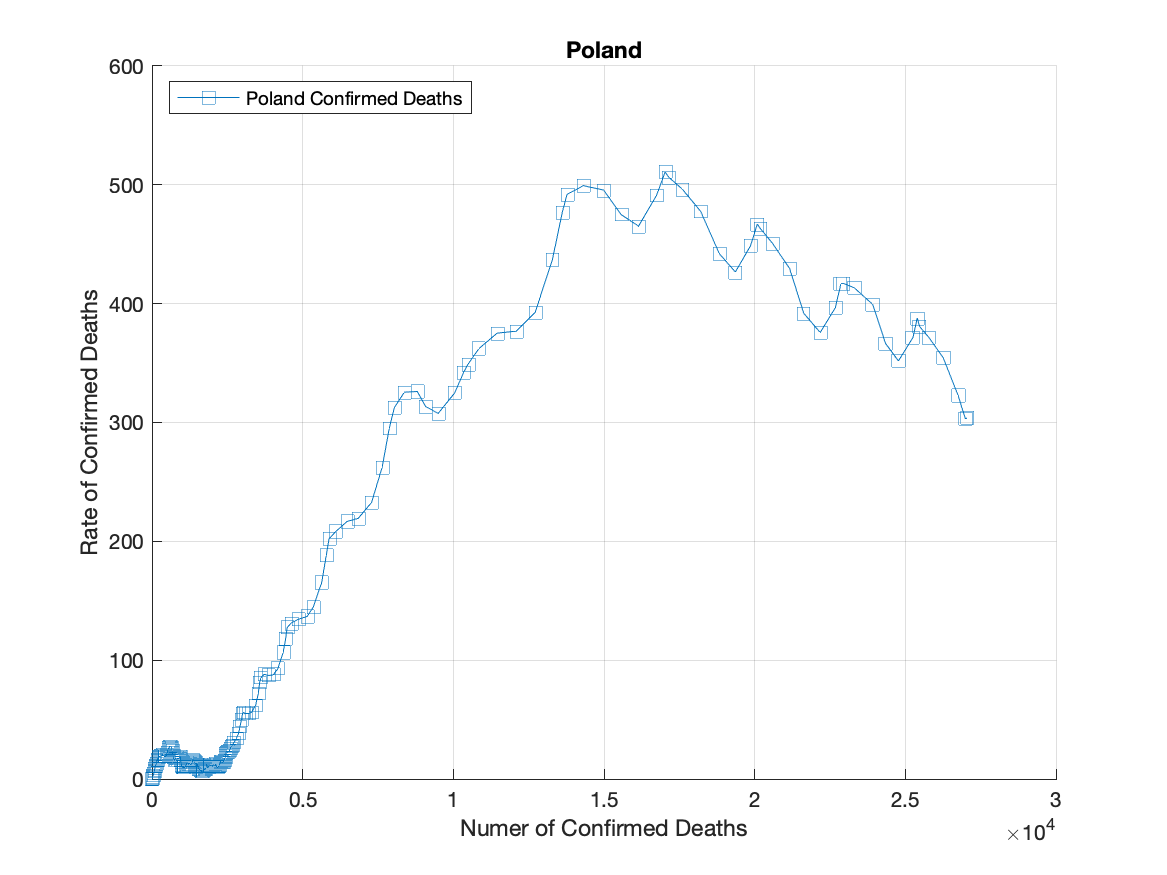 Poland
Poland Confirmed Deaths
600
500
400
300
200
100
0
Rate of Confirmed Deaths
0 0.5 1 1.5 2 2.5 3
Numer of Confirmed Deaths
×10⁴